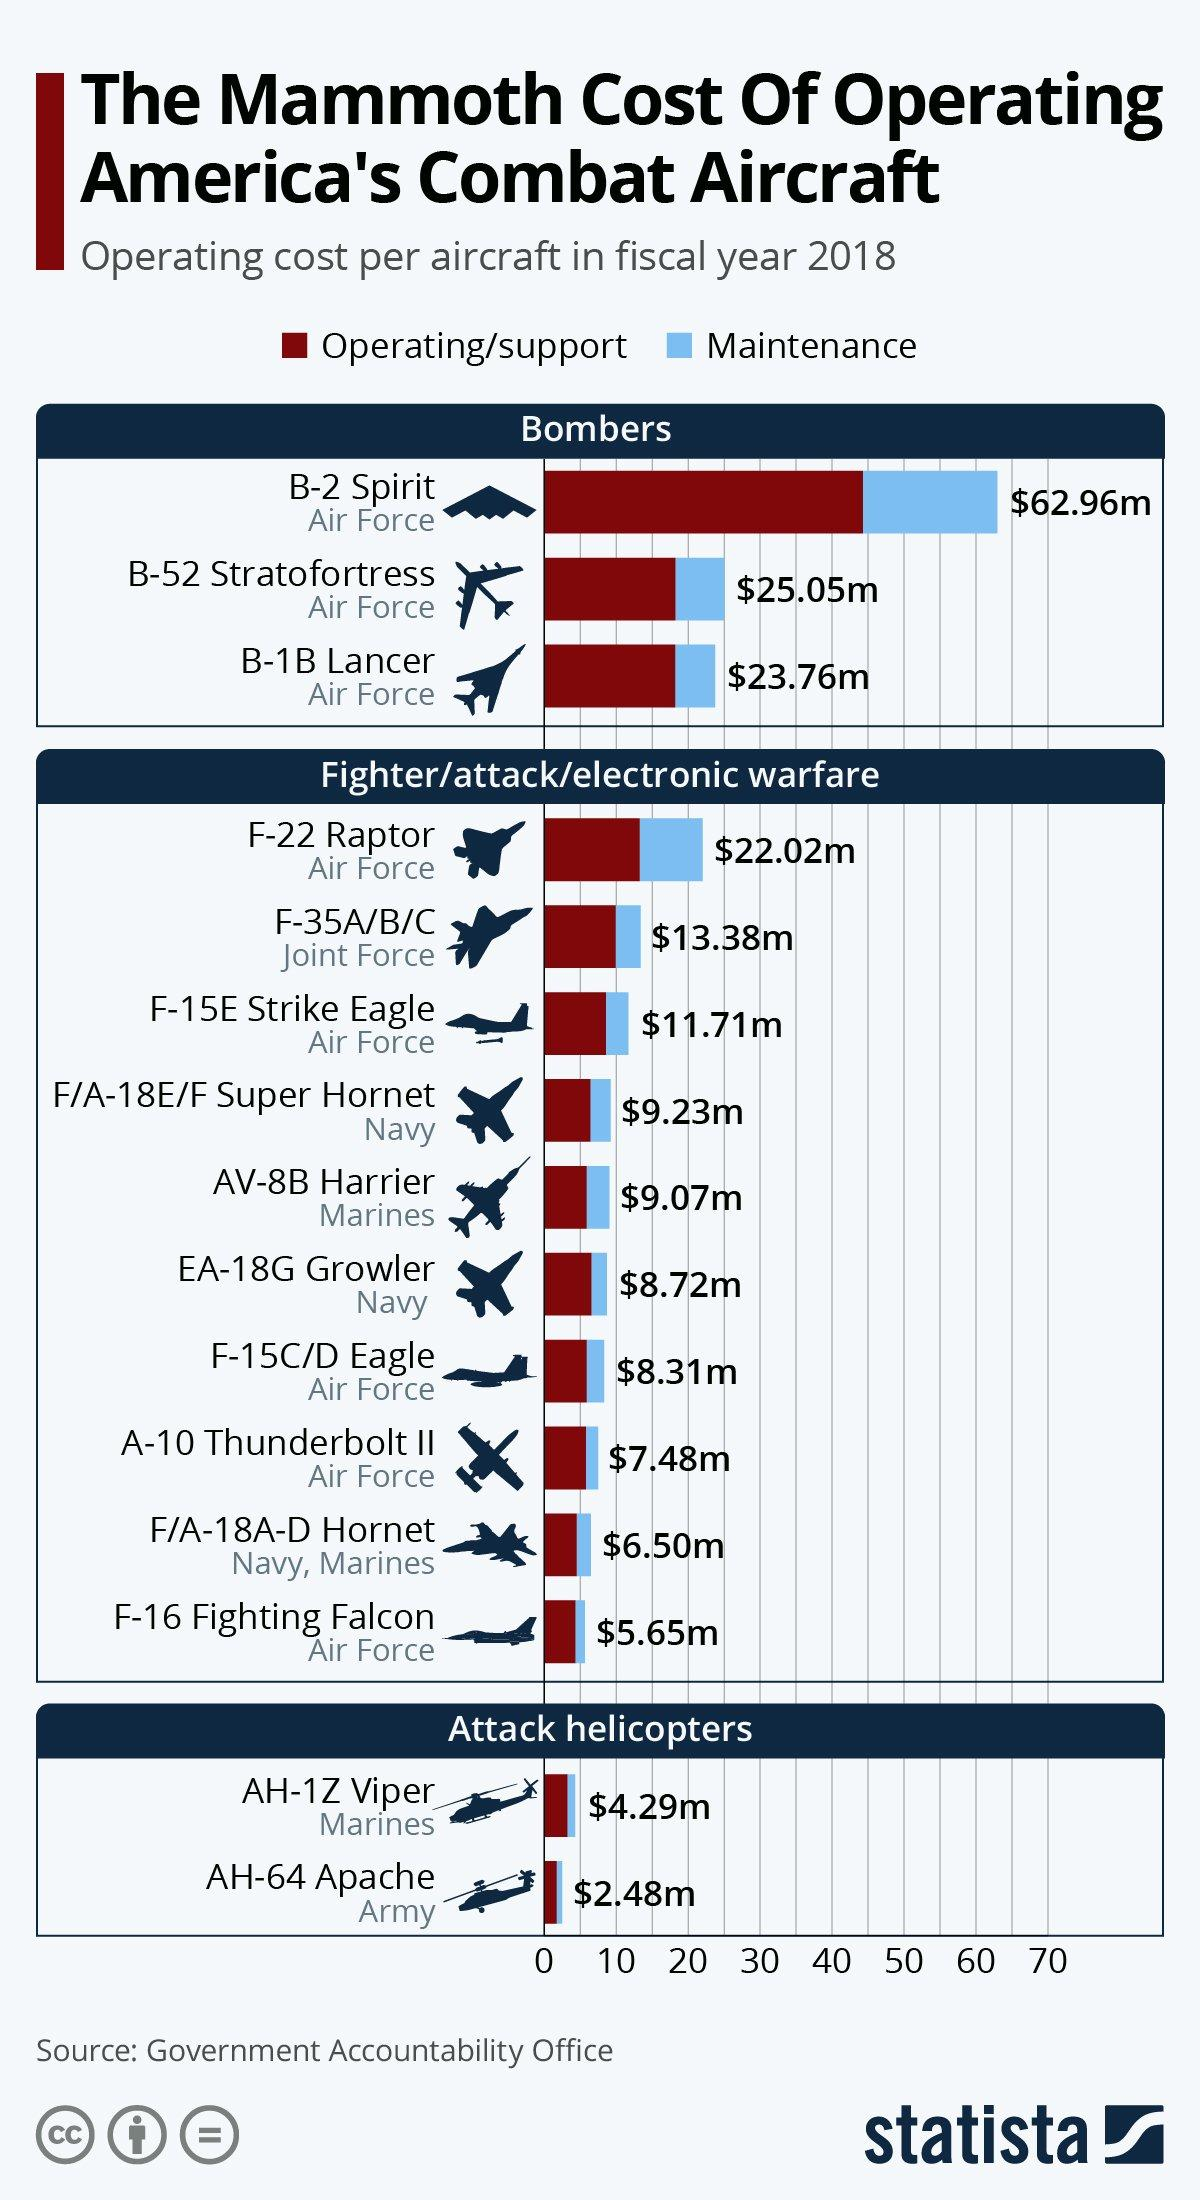 The Mammoth Cost Of Operating
America's Combat Aircraft
Operating cost per aircraft in fiscal year 2018
Operating/support Maintenance
Bombers
B-2 Spirit
Air Force
$62.96m
B-52 Stratofortress
Air Force
$25.05m
B-1B Lancer
Air Force
$23.76m
Fighter/attack/electronic warfare
F-22 Raptor
Air Force
$22.02m
F-35A/B/C
Joint Force
$13.38m
F-15E Strike Eagle
Air Force
$11.71m
F/A-18E/F Super Hornet
Navy
$9.23m
AV-8B Harrier
Marines
$9.07m
EA-18G Growler
Navy
$8.72m
F-15C/D Eagle
Air Force
$8.31m
A-10 Thunderbolt II
Air Force
$7.48m
F/A-18A-D Hornet
Navy, Marines
$6.50m
F-16 Fighting Falcon
Air Force
$5.65m
Attack helicopters
AH-1Z Viper
Marines
$4.29m
AH-64 Apache
Army
$2.48m
0 10 20 30 40 50 60 70
Source: Government Accountability Office
cc =
statista